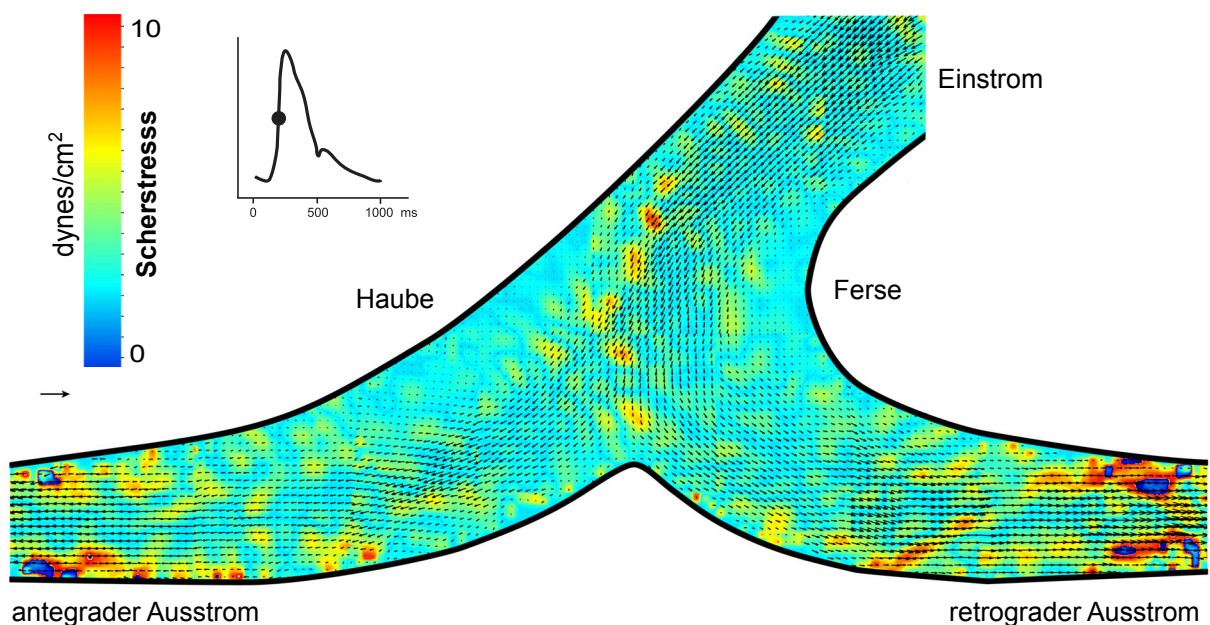 10
0
dynes/cm²
Scherstresss
0 500 1000 ms
Einstrom
Haube
Ferse
antegrader Ausstrom
retrograder Ausstrom